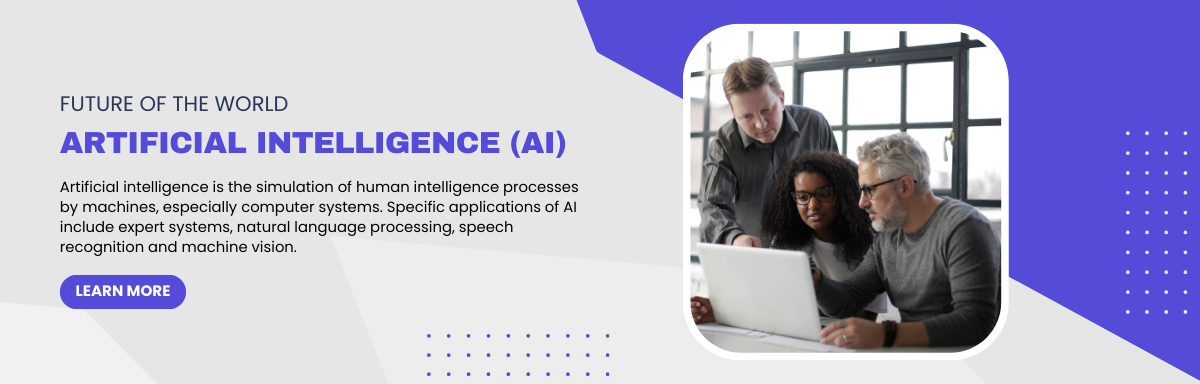 FUTURE OF THE WORLD
ARTIFICIAL INTELLIGENCE (AI)
Artificial intelligence is the simulation of human intelligence processes
by machines, especially computer systems. Specific applications of AI
include expert systems, natural language processing, speech
recognition and machine vision.
LEARN MORE